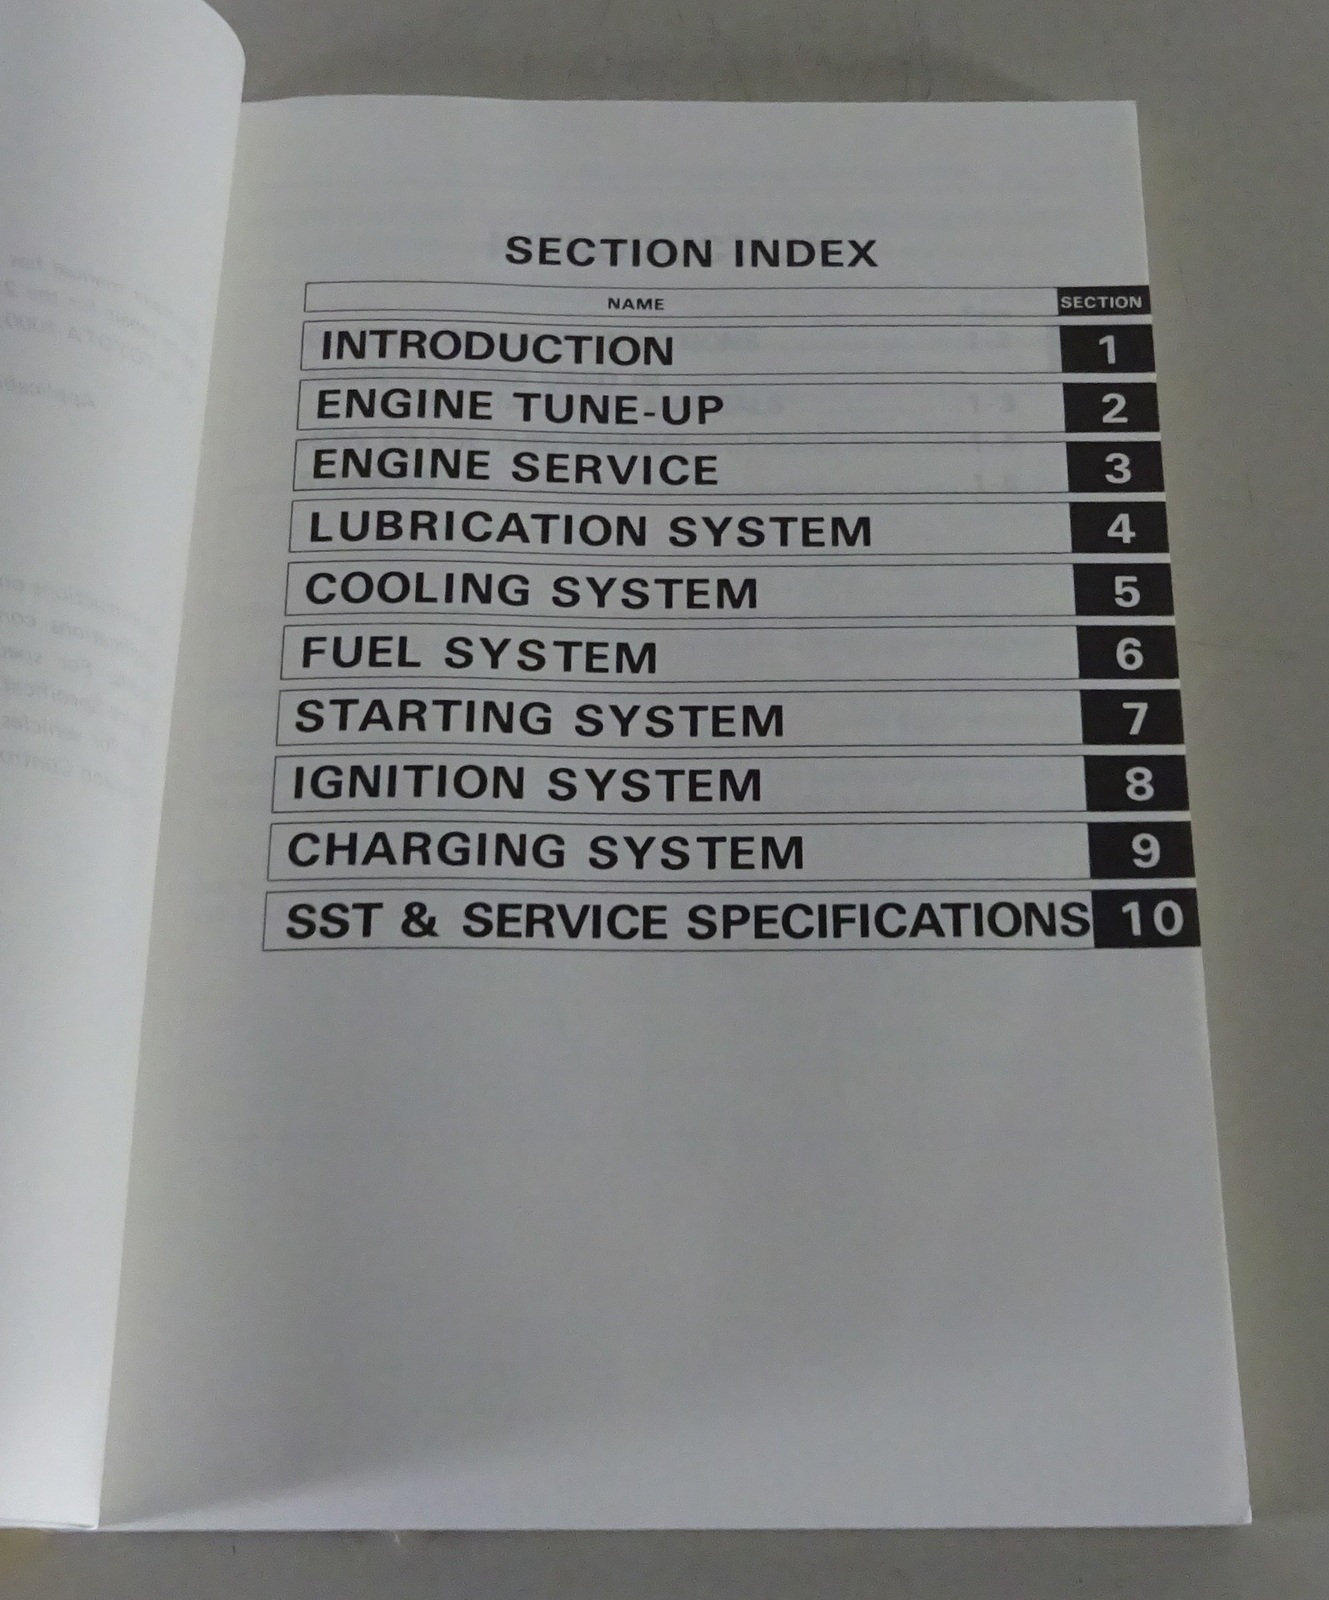 SECTION INDEX
NAME SECTION
INTRODUCTION 1
ENGINE TUNE-UP 2
ENGINE SERVICE 3
LUBRICATION SYSTEM 4
COOLING SYSTEM 5
FUEL SYSTEM 6
STARTING SYSTEM 7
IGNITION SYSTEM 8
CHARGING SYSTEM 9
SST & SERVICE SPECIFICATIONS 10